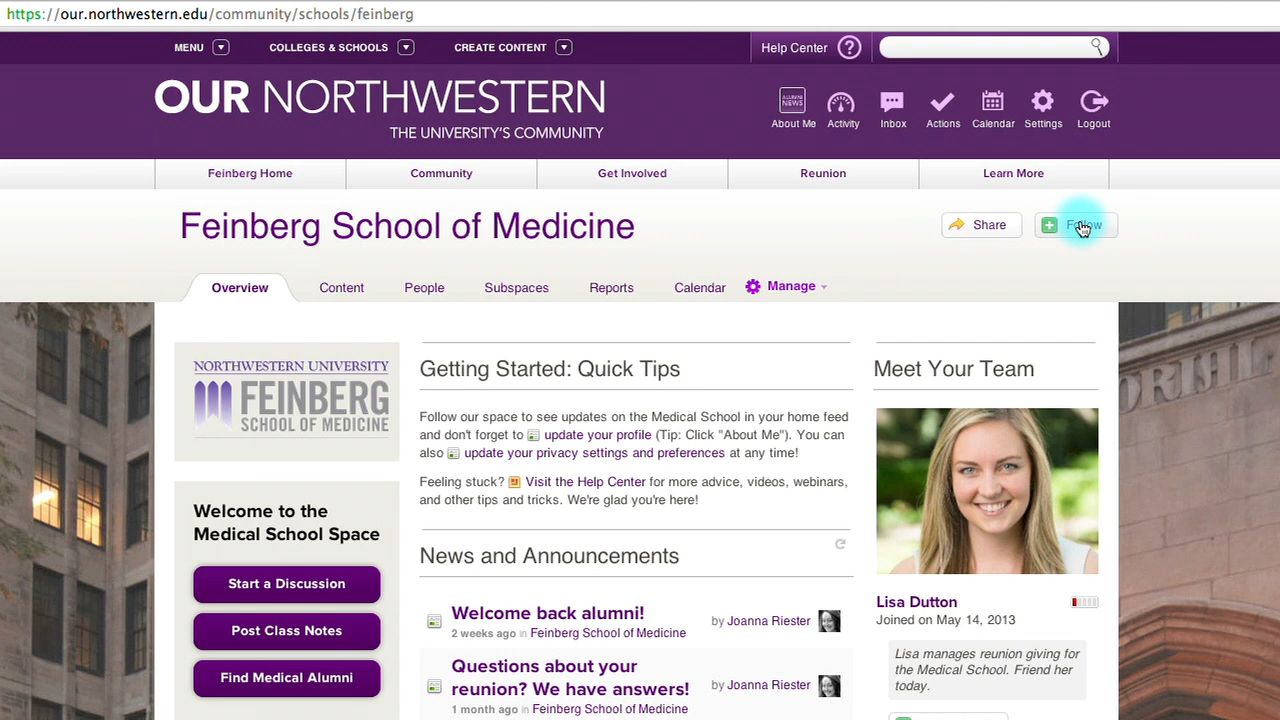 https://our.northwestern.edu/community/schools/feinberg
MENU COLLEGES & SCHOOLS CREATE CONTENT Help Center ?
OUR NORTHWESTERN
THE UNIVERSITY'S COMMUNITY
ALUMNI NEWS
About Me Activity Inbox Actions Calendar Settings Logout
Feinberg Home Community Get Involved Reunion Learn More
Feinberg School of Medicine
Share Follow
Overview Content People Subspaces Reports Calendar Manage
NORTHWESTERN UNIVERSITY
FEINBERG
SCHOOL OF MEDICINE
Welcome to the
Medical School Space
Start a Discussion
Post Class Notes
Find Medical Alumni
Getting Started: Quick Tips
Follow our space to see updates on the Medical School in your home feed
and don't forget to update your profile (Tip: Click "About Me"). You can
also update your privacy settings and preferences at any time!
Feeling stuck? Visit the Help Center for more advice, videos, webinars,
and other tips and tricks. We're glad you're here!
News and Announcements
Welcome back alumni!
2 weeks ago in Feinberg School of Medicine
by Joanna Riester
Questions about your
reunion? We have answers!
1 month ago in Feinberg School of Medicine
by Joanna Riester
Meet Your Team
Lisa Dutton
Joined on May 14, 2013
Lisa manages reunion giving for
the Medical School. Friend her
today.